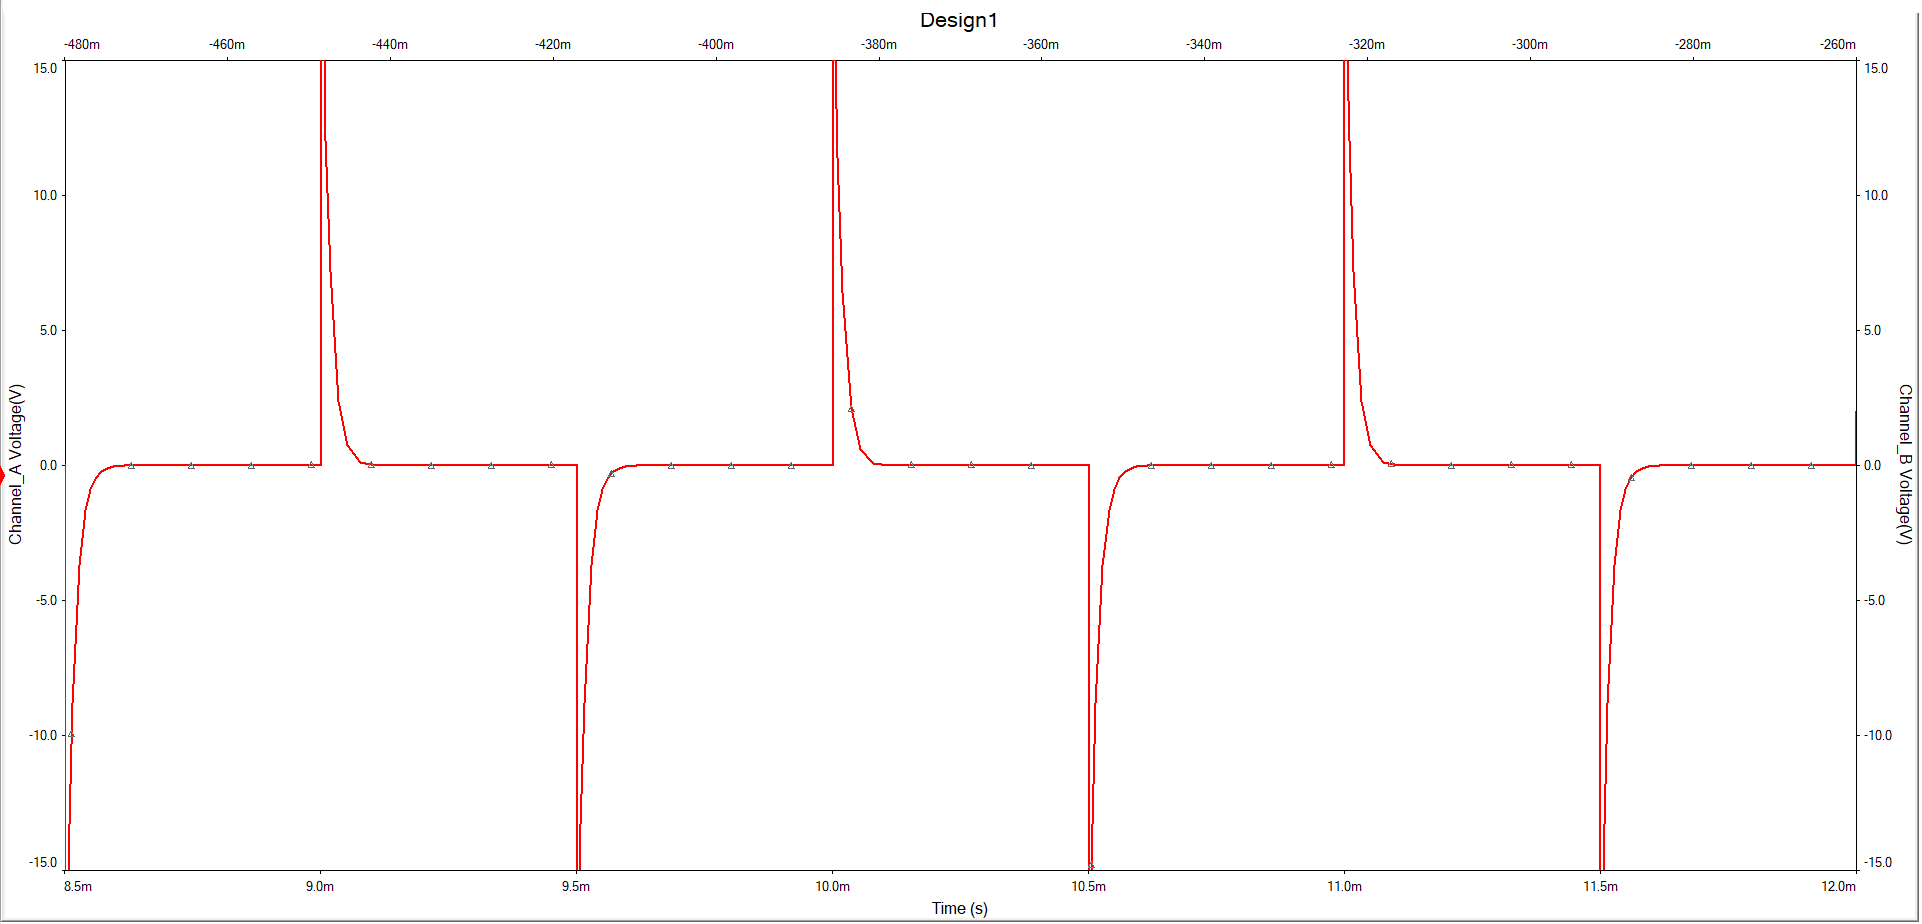 Design1
-480m -460m -440m -420m -400m -380m -360m -340m -320m -300m -280m -260m
15.0 15.0
10.0 10.0
5.0 5.0
0.0 0.0
-5.0 -5.0
-10.0 -10.0
-15.0 -15.0
Channel_A Voltage(V)
Channel_B Voltage(V)
8.5m 9.0m 9.5m 10.0m 10.5m 11.0m 11.5m 12.0m
Time (s)